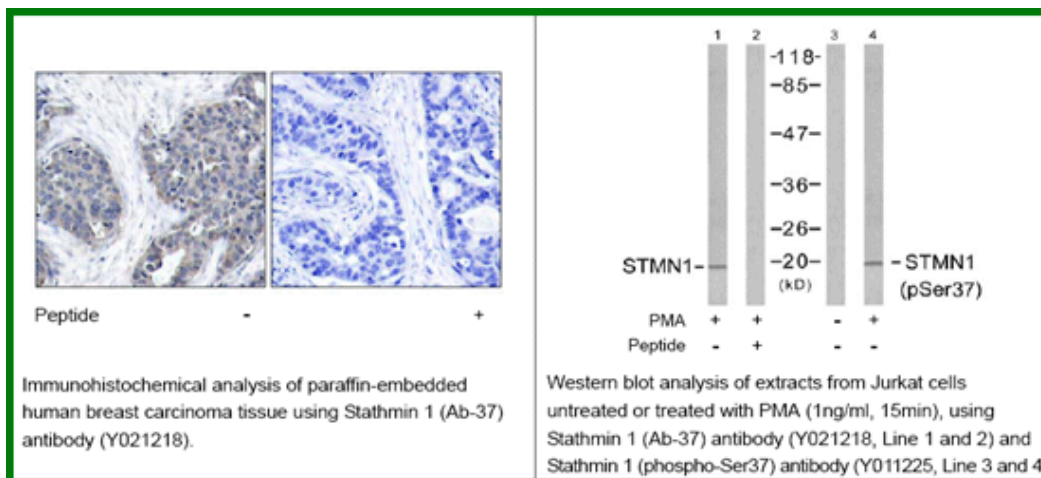 Peptide - +
Immunohistochemical analysis of paraffin-embedded
human breast carcinoma tissue using Stathmin 1 (Ab-37)
antibody (Y021218).
1 2 3 4
-118-
-85-
-47-
-36-
-26-
STMN1- -20- -STMN1
(kD) (pSer37)
PMA + + - +
Peptide - +
Western blot analysis of extracts from Jurkat cells
untreated or treated with PMA (1ng/ml, 15min), using
Stathmin 1 (Ab-37) antibody (Y021218, Line 1 and 2) and
Stathmin 1 (phospho-Ser37) antibody (Y011225, Line 3 and 4